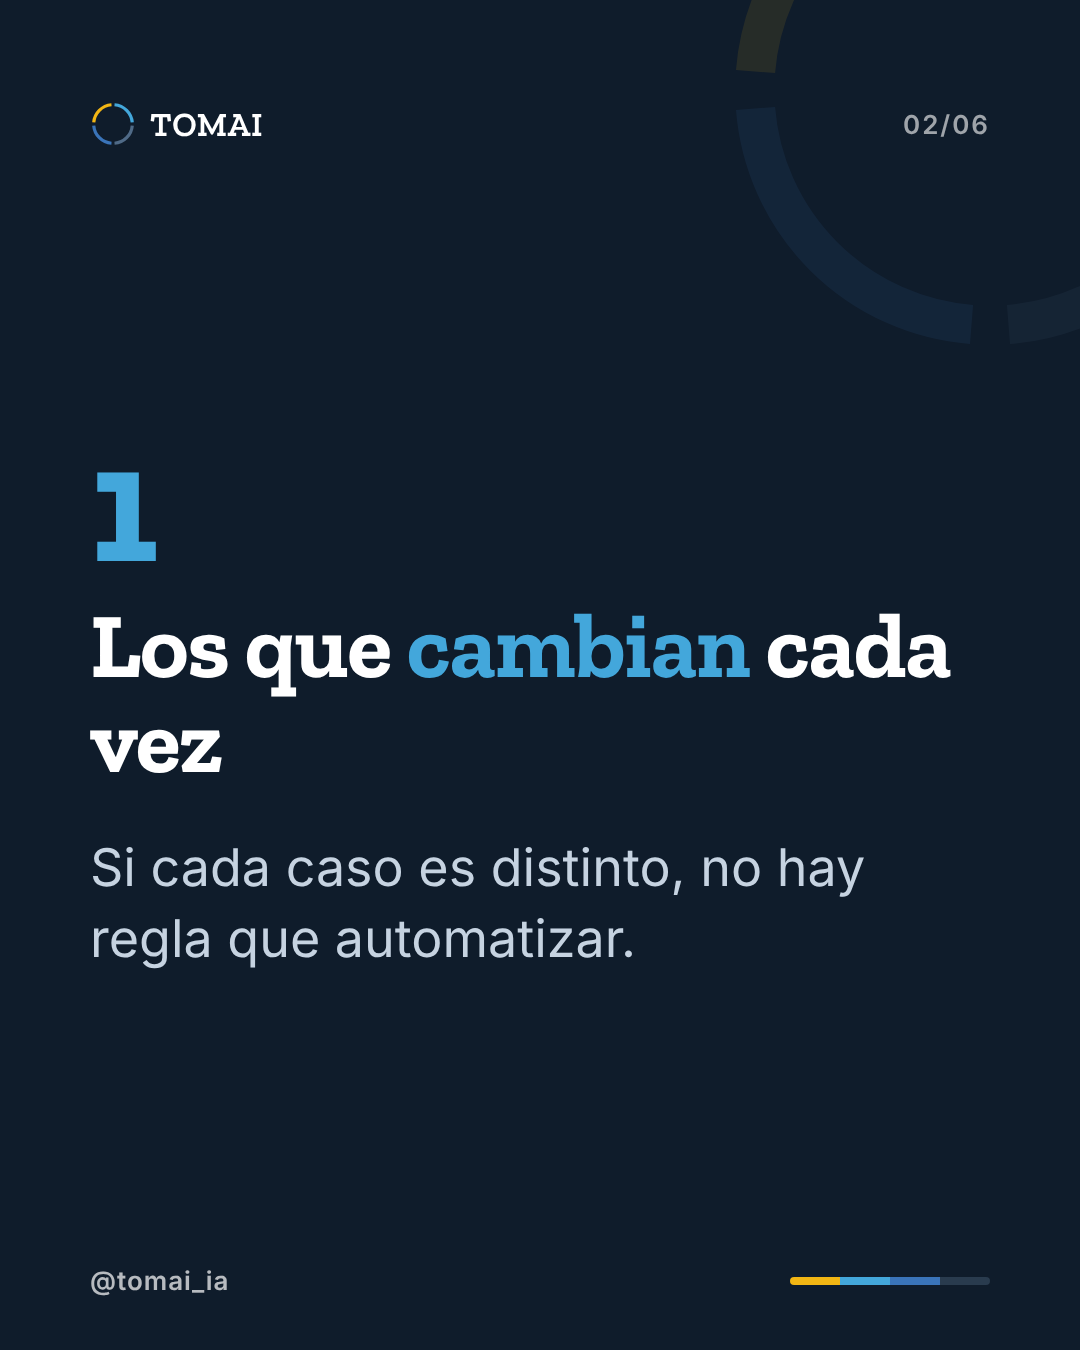 TOMAI
02/06
1
Los que cambian cada
vez
Si cada caso es distinto, no hay
regla que automatizar.
@tomai_ia